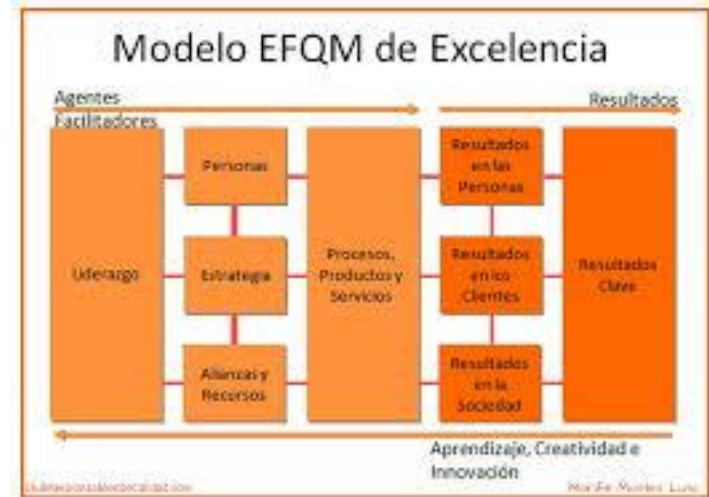 Modelo EFQM de Excelencia
Agentes
Facilitadores
Resultados
Liderazgo
Personas
Estrategia
Alianzas y
Recursos
Procesos,
Productos y
Servicios
Resultados
en las
Personas
Resultados
en los
Clientes
Resultados
en la
Sociedad
Resultados
Clave
Aprendizaje, Creatividad e
Innovación